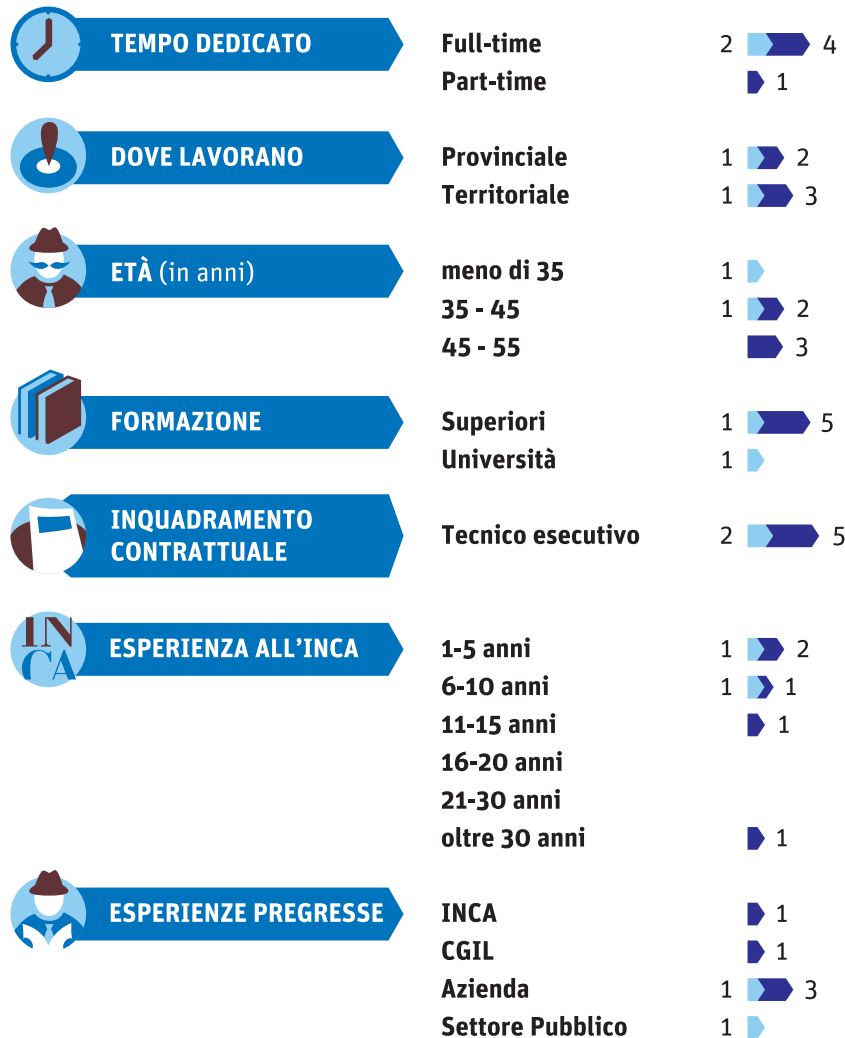 TEMPO DEDICATO
Full-time 2 4
Part-time 1
DOVE LAVORANO
Provinciale 1 2
Territoriale 1 3
ETÀ (in anni)
meno di 35 1
35 - 45 1 2
45 - 55 3
FORMAZIONE
Superiori 1 5
Università 1
INQUADRAMENTO
CONTRATTUALE
Tecnico esecutivo 2 5
IN
CA
ESPERIENZA ALL'INCA
1-5 anni 1 2
6-10 anni 1 1
11-15 anni 1
16-20 anni
21-30 anni
oltre 30 anni 1
ESPERIENZE PREGRESSE
INCA 1
CGIL 1
Azienda 1 3
Settore Pubblico 1